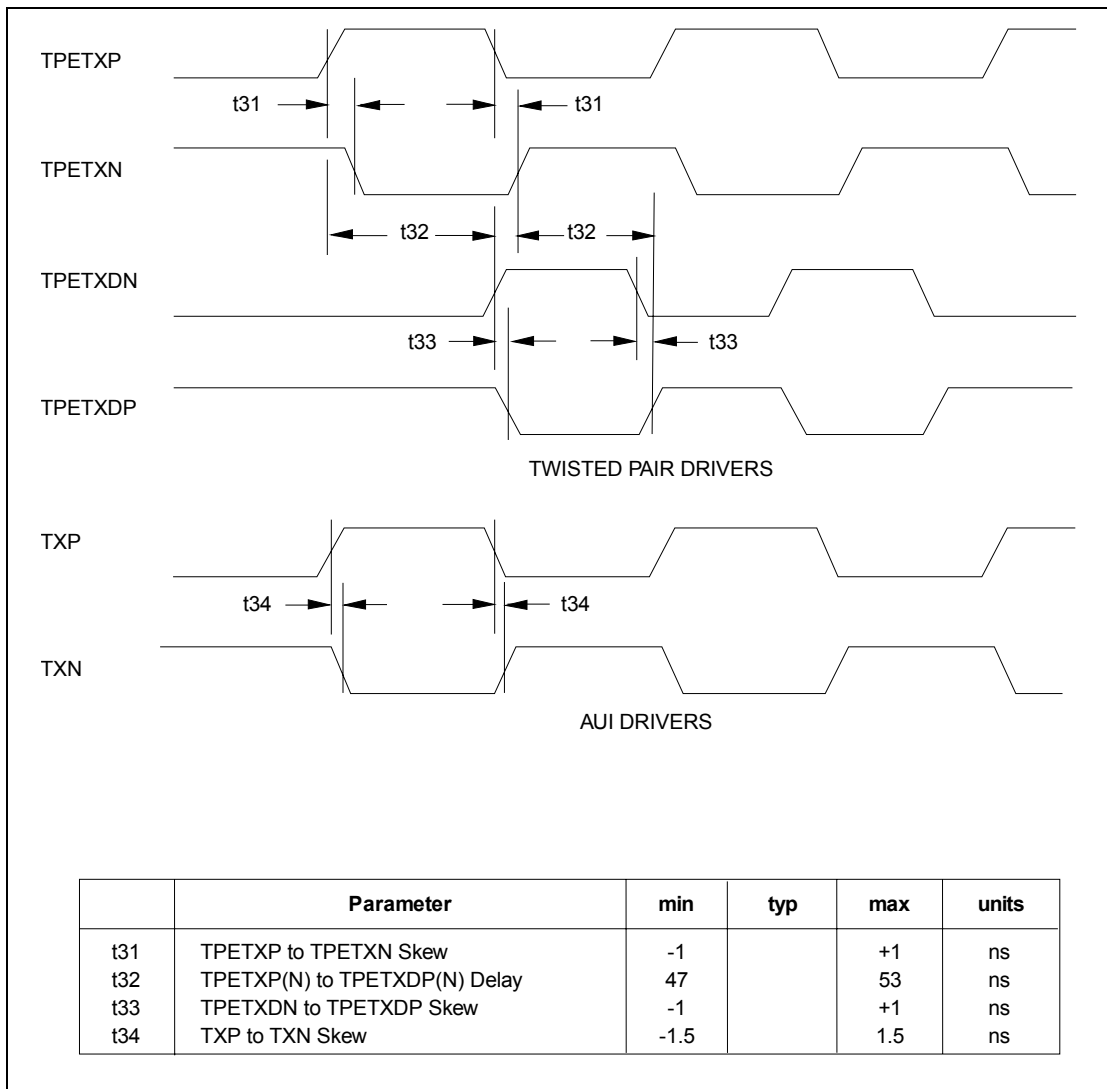 TPETXP
t31 t31
TPETXN
t32 t32
TPETXDN
t33 t33
TPETXDP
TWISTED PAIR DRIVERS
TXP
t34 t34
TXN
AUI DRIVERS
Parameter min typ max units
t31 TPETXP to TPETXN Skew -1 +1 ns
t32 TPETXP(N) to TPETXDP(N) Delay 47 53 ns
t33 TPETXDN to TPETXDP Skew -1 +1 ns
t34 TXP to TXN Skew -1.5 1.5 ns